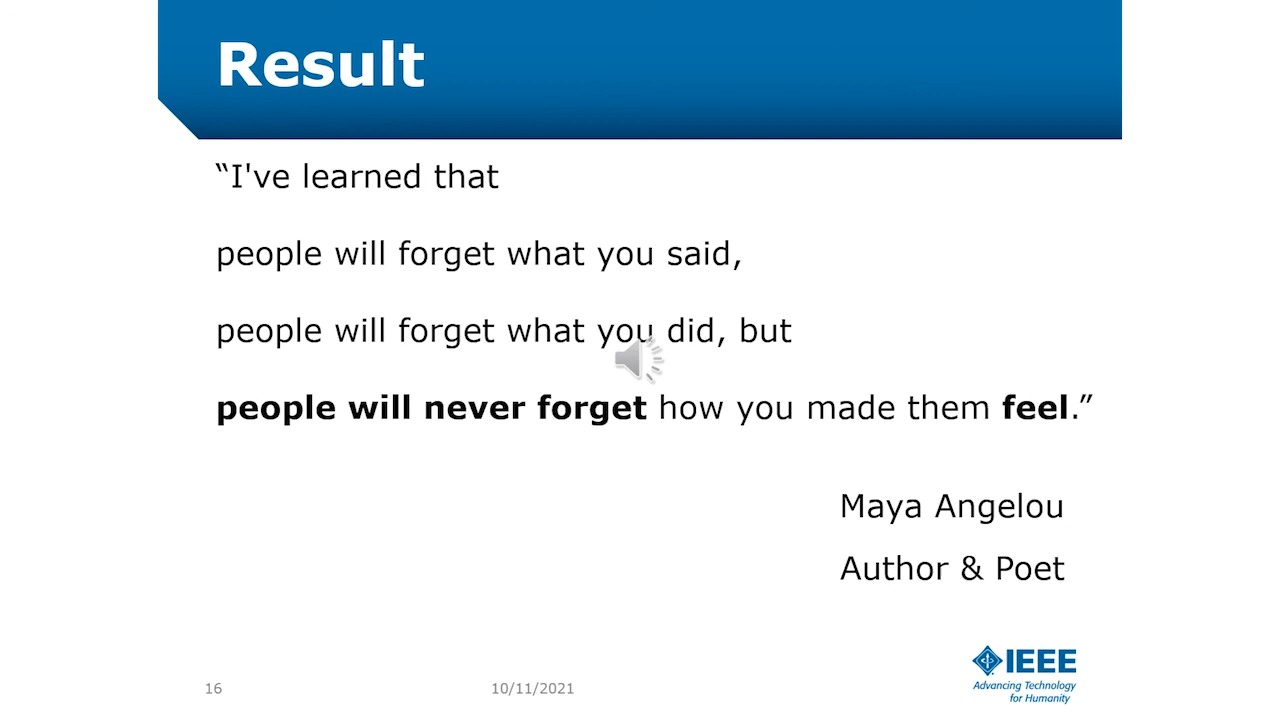 Result
“I've learned that
people will forget what you said,
people will forget what you did, but
people will never forget how you made them feel.”
Maya Angelou
Author & Poet
IEEE
Advancing Technology
for Humanity
16
10/11/2021